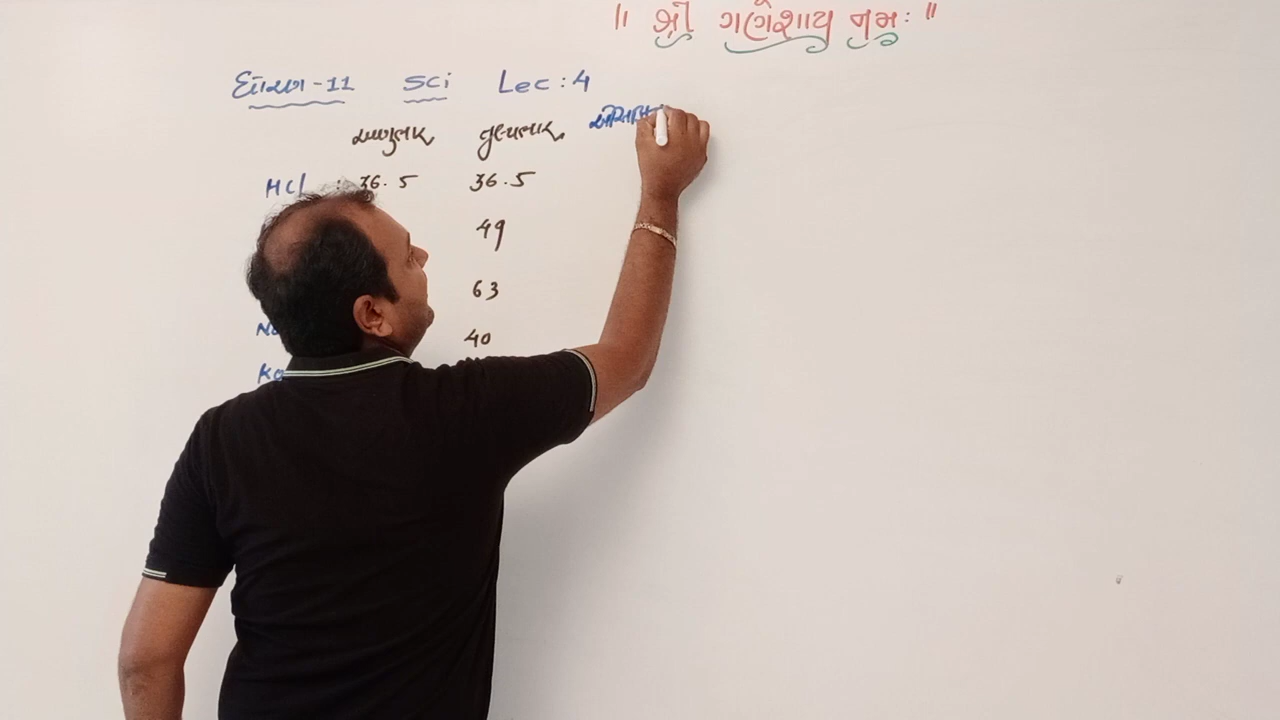 ॥ શ્રી ગણેશાય નમઃ ॥
ધોરણ-11 sci Lec : 4
અણુભાર તુલ્યભાર
HCl : 36.5 36.5
49
63
40